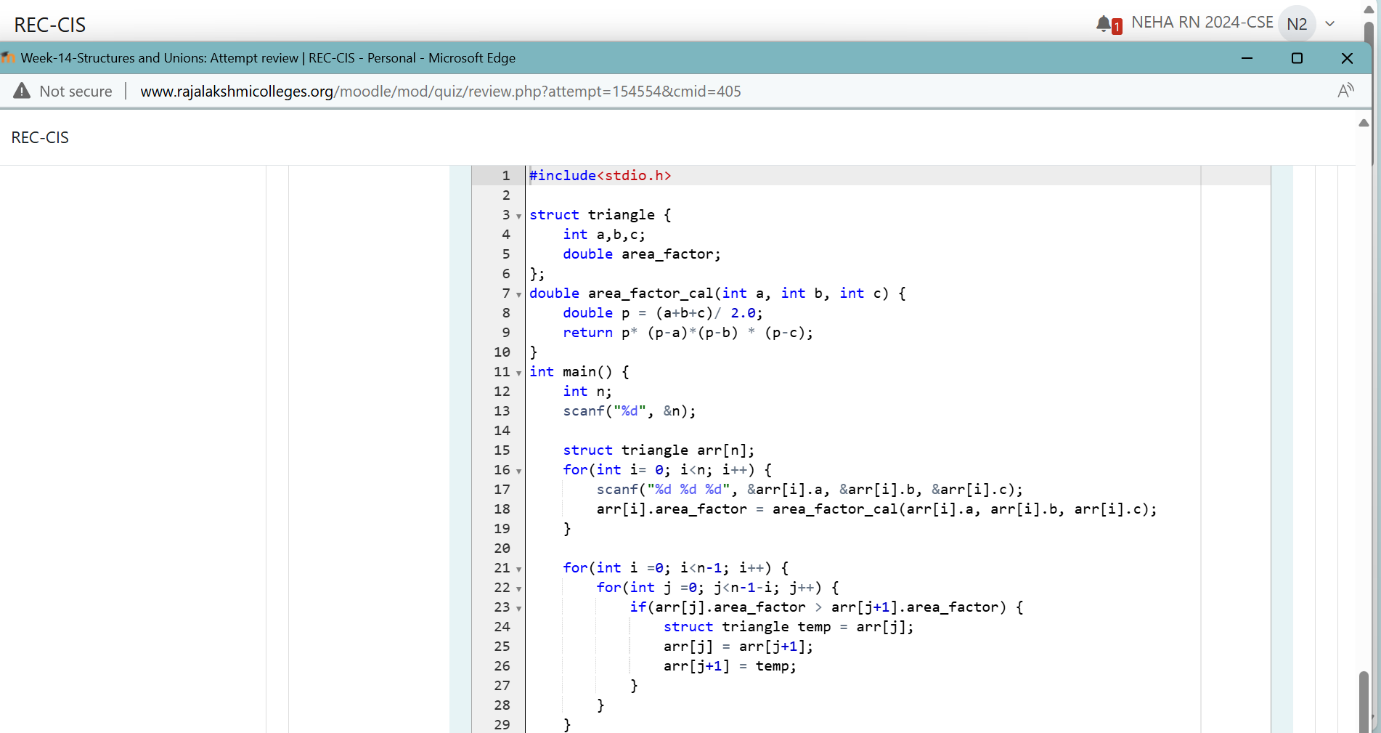 REC-CIS
1 NEHA RN 2024-CSE N2
Week-14-Structures and Unions: Attempt review | REC-CIS - Personal - Microsoft Edge
Not secure | www.rajalakshmicolleges.org/moodle/mod/quiz/review.php?attempt=154554&cmid=405
REC-CIS
1 #include<stdio.h>
2
3 struct triangle {
4     int a,b,c;
5     double area_factor;
6 };
7 double area_factor_cal(int a, int b, int c) {
8     double p = (a+b+c)/ 2.0;
9     return p* (p-a)*(p-b) * (p-c);
10 }
11 int main() {
12     int n;
13     scanf("%d", &n);
14
15     struct triangle arr[n];
16     for(int i= 0; i<n; i++) {
17         scanf("%d %d %d", &arr[i].a, &arr[i].b, &arr[i].c);
18         arr[i].area_factor = area_factor_cal(arr[i].a, arr[i].b, arr[i].c);
19     }
20
21     for(int i =0; i<n-1; i++) {
22         for(int j =0; j<n-1-i; j++) {
23             if(arr[j].area_factor > arr[j+1].area_factor) {
24                 struct triangle temp = arr[j];
25                 arr[j] = arr[j+1];
26                 arr[j+1] = temp;
27             }
28         }
29     }